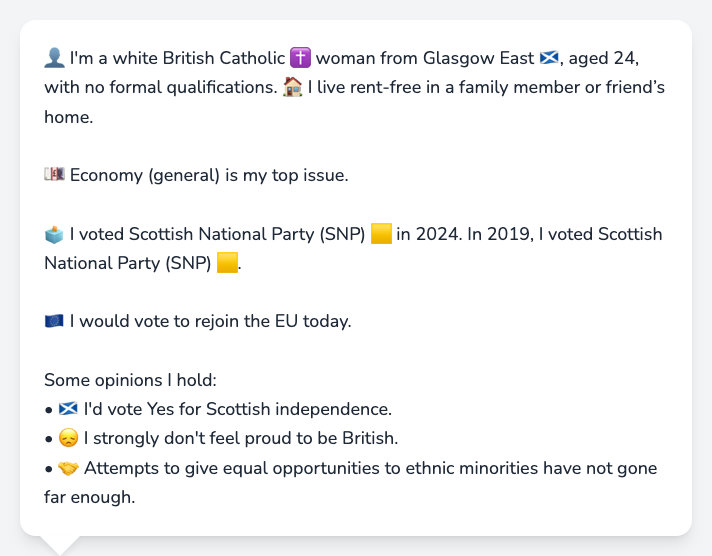 👤 I'm a white British Catholic ✝️ woman from Glasgow East 🏴󠁧󠁢󠁳󠁣󠁴󠁿, aged 24,
with no formal qualifications. 🏠 I live rent-free in a family member or friend’s
home.
💷 Economy (general) is my top issue.
🗳️ I voted Scottish National Party (SNP) 🟨 in 2024. In 2019, I voted Scottish
National Party (SNP) 🟨.
🇪🇺 I would vote to rejoin the EU today.
Some opinions I hold:
• 🏴󠁧󠁢󠁳󠁣󠁴󠁿 I'd vote Yes for Scottish independence.
• 😞 I strongly don't feel proud to be British.
• 🤝 Attempts to give equal opportunities to ethnic minorities have not gone
far enough.